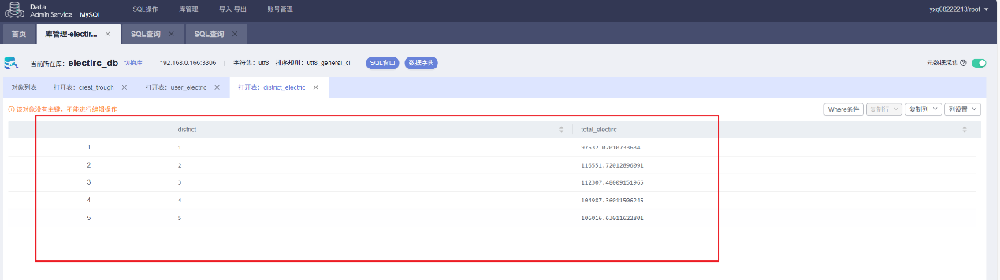 Data
Admin Service MySQL SQL操作 库管理 导入·导出 账号管理 yxq08222213/root
首页 库管理-electir... SQL查询 SQL查询
当前所在库: electirc_db 切换库 192.168.0.166:3306 字符集: utf8 排序规则: utf8_general_ci SQL窗口 数据字典 元数据采集
对象列表 打开表: crest_trough 打开表: user_electric 打开表: district_electric
该对象没有主键，不能进行编辑操作 Where条件 复制行 复制列 列设置
district total_electirc
1 1 97532.02010733634
2 2 116551.72012896091
3 3 112307.48009151965
4 4 104987.36011506245
5 5 106016.63011622801